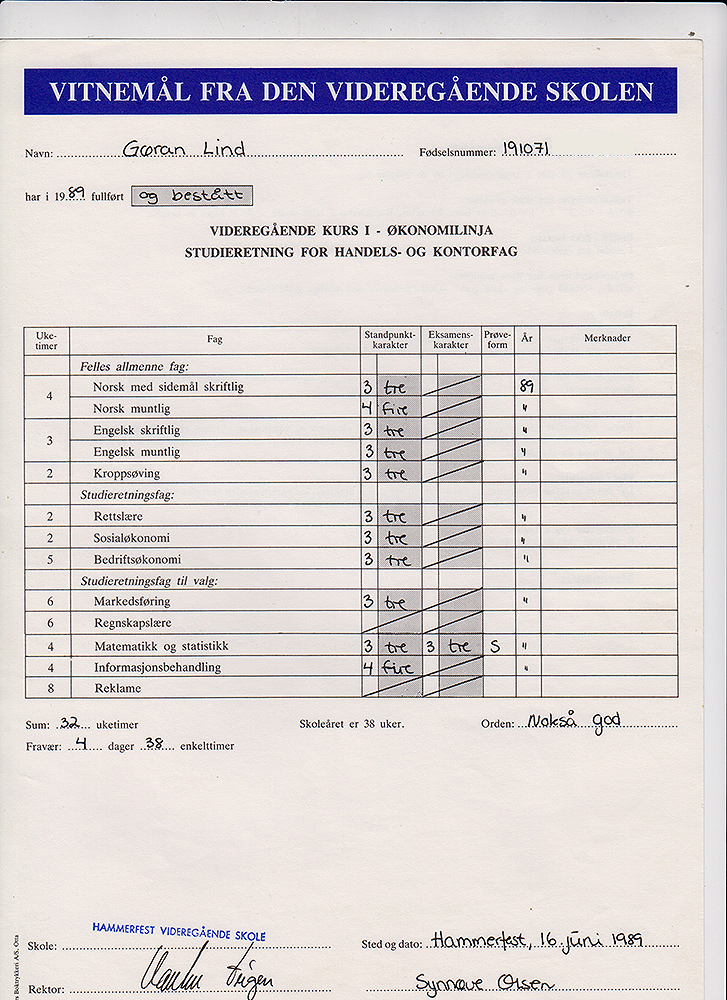 VITNEMÅL FRA DEN VIDEREGÅENDE SKOLEN
Navn: Gøran Lind Fødselsnummer: 191071
har i 1989 fullført og bestått
VIDEREGÅENDE KURS I - ØKONOMILINJA
STUDIERETNING FOR HANDELS- OG KONTORFAG
Uke-timer Fag Standpunkt-karakter Eksamens-karakter Prøve-form År Merknader
Felles allmenne fag:
4 Norsk med sidemål skriftlig 3 tre 89
Norsk muntlig 4 fire "
3 Engelsk skriftlig 3 tre "
Engelsk muntlig 3 tre "
2 Kroppsøving 3 tre "
Studieretningsfag:
2 Rettslære 3 tre "
2 Sosialøkonomi 3 tre "
5 Bedriftsøkonomi 3 tre "
Studieretningsfag til valg:
6 Markedsføring 3 tre "
6 Regnskapslære
4 Matematikk og statistikk 3 tre 3 tre S "
4 Informasjonsbehandling 4 fire "
8 Reklame
Sum: 32 uketimer Skoleåret er 38 uker. Orden: Nokså god
Fravær: 4 dager 38 enkelttimer
HAMMERFEST VIDEREGÅENDE SKOLE
Skole: Sted og dato: Hammerfest, 16. juni 1989
Rektor: Synnøve Olsen
Boktrykkeri A/S, Otta